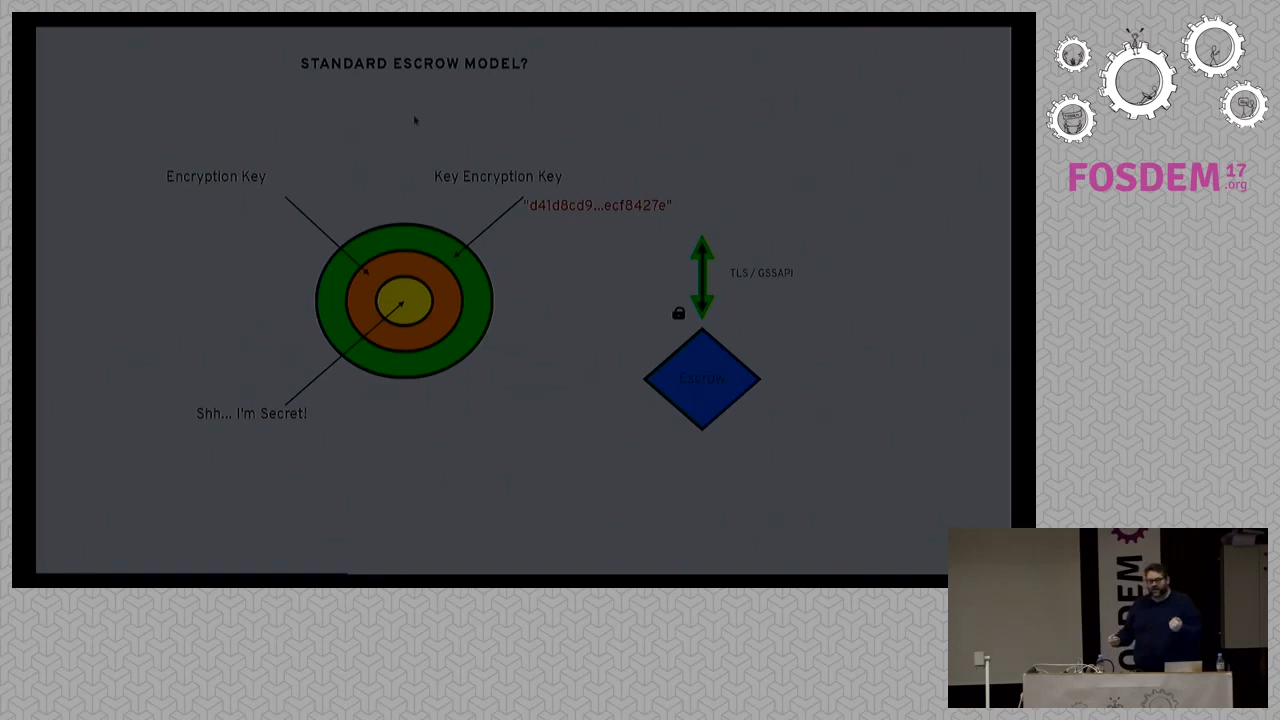 STANDARD ESCROW MODEL?
Encryption Key
Key Encryption Key
"d41d8cd9...ecf8427e"
TLS / GSSAPI
Escrow
Shh... I'm Secret!
FOSDEM 17
.org